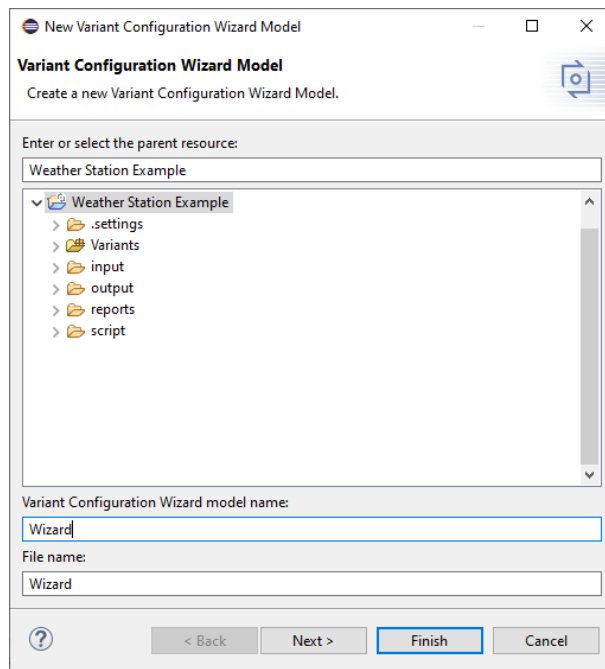 New Variant Configuration Wizard Model
Variant Configuration Wizard Model
Create a new Variant Configuration Wizard Model.
Enter or select the parent resource:
Weather Station Example
Weather Station Example
.settings
Variants
input
output
reports
script
Variant Configuration Wizard model name:
Wizard
File name:
Wizard
< Back Next > Finish Cancel